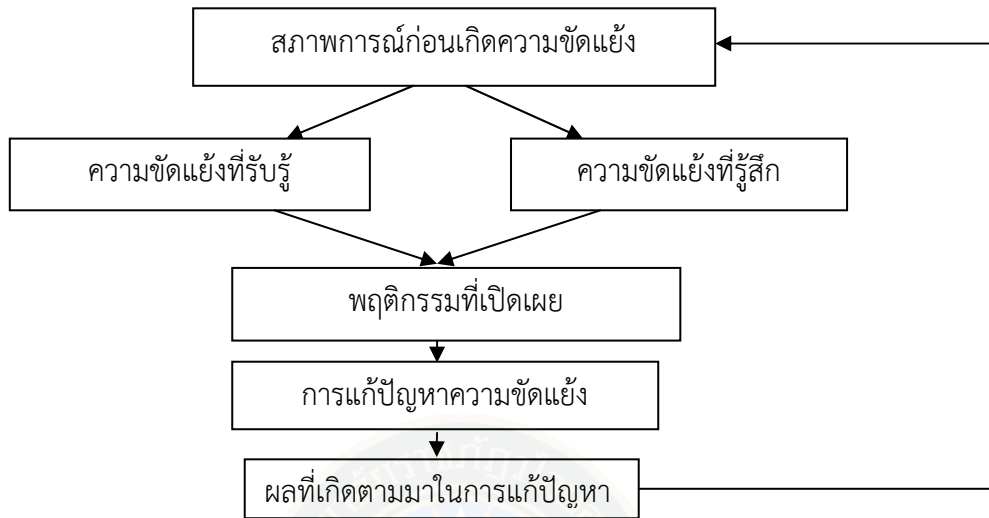 สภาพการณ์ก่อนเกิดความขัดแย้ง
ความขัดแย้งที่รับรู้
ความขัดแย้งที่รู้สึก
พฤติกรรมที่เปิดเผย
การแก้ปัญหาความขัดแย้ง
ผลที่เกิดตามมาในการแก้ปัญหา